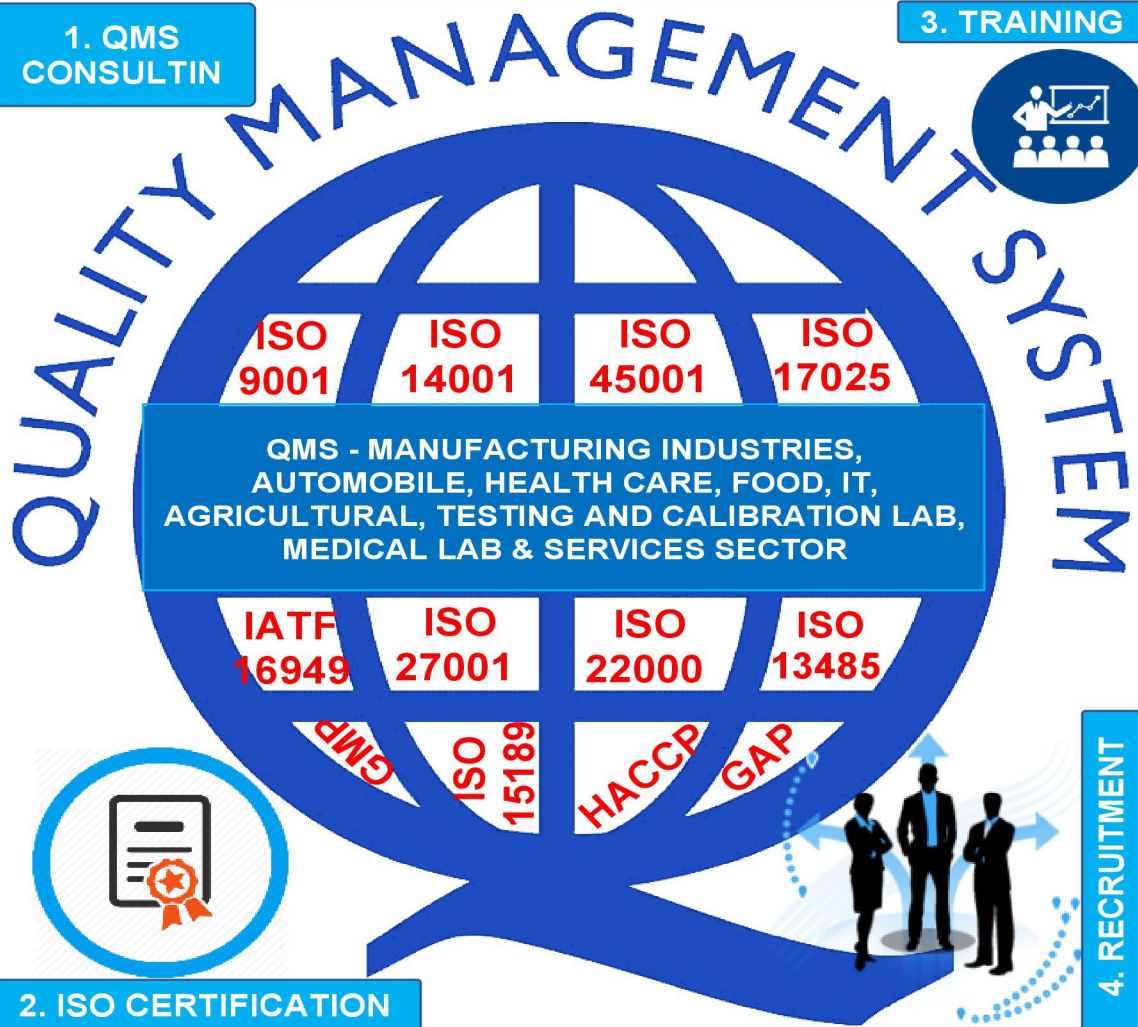 1. QMS
CONSULTIN
3. TRAINING
QUALITY MANAGEMENT SYSTEM
ISO
9001
ISO
14001
ISO
45001
ISO
17025
QMS - MANUFACTURING INDUSTRIES,
AUTOMOBILE, HEALTH CARE, FOOD, IT,
AGRICULTURAL, TESTING AND CALIBRATION LAB,
MEDICAL LAB & SERVICES SECTOR
IATF
16949
ISO
27001
ISO
22000
ISO
13485
GMP
ISO
15189
HACCP
GAP
2. ISO CERTIFICATION
4. RECRUITMENT